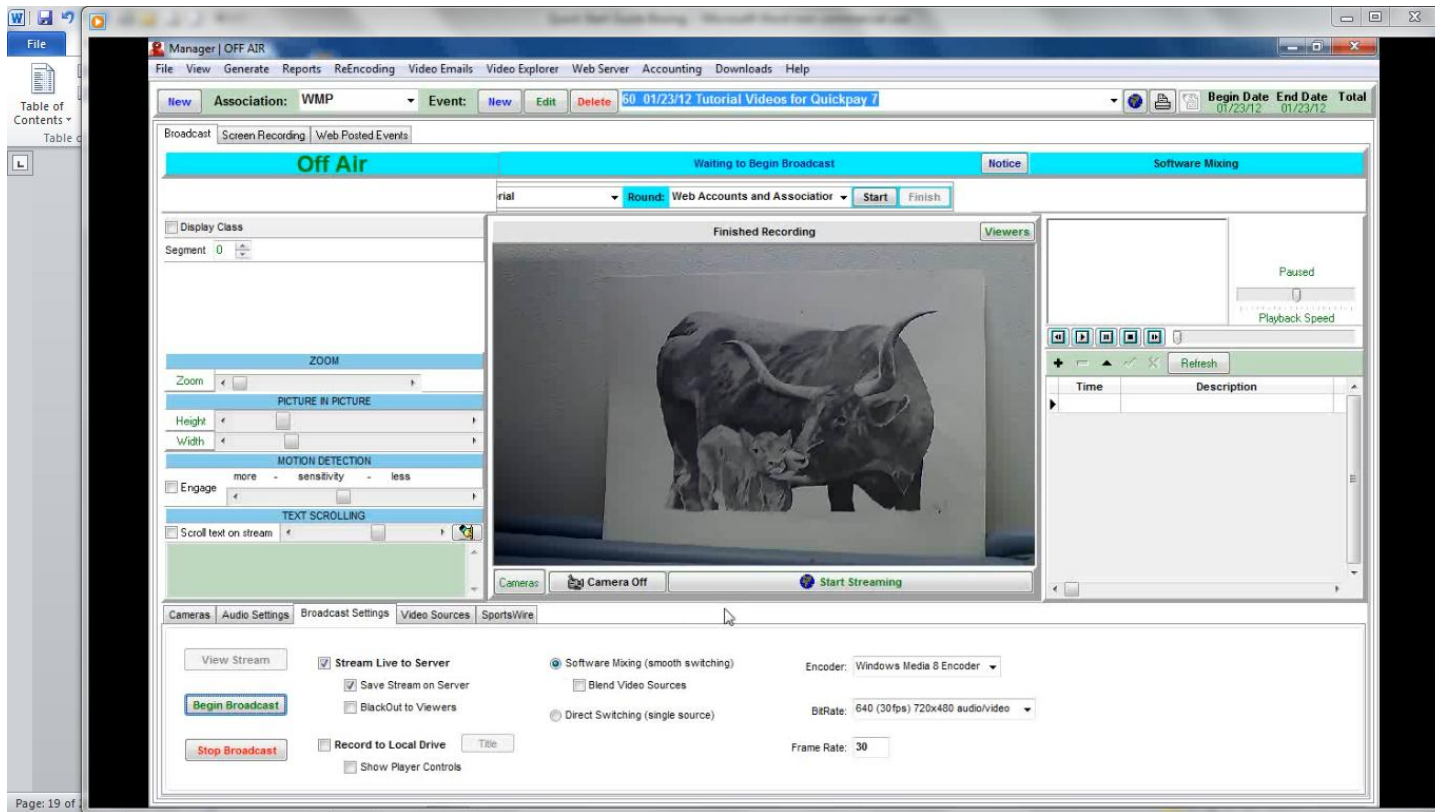 File
Table of
Contents
Table
Manager | OFF AIR
File View Generate Reports ReEncoding Video Emails Video Explorer Web Server Accounting Downloads Help
New Association: WMP Event: New Edit Delete 60 01/23/12 Tutorial Videos for Quickpay 7 Begin Date End Date Total
01/23/12 01/23/12
Broadcast Screen Recording Web Posted Events
Off Air Waiting to Begin Broadcast Notice Software Mixing
rial Round: Web Accounts and Association Start Finish
Display Class
Segment 0
Finished Recording Viewers
Paused
Playback Speed
ZOOM
Zoom
Refresh
Time Description
PICTURE IN PICTURE
Height
Width
MOTION DETECTION
more - sensitivity - less
Engage
TEXT SCROLLING
Scroll text on stream
Cameras Camera Off Start Streaming
Cameras Audio Settings Broadcast Settings Video Sources SportsWire
View Stream Stream Live to Server Software Mixing (smooth switching) Encoder: Windows Media 8 Encoder
Save Stream on Server Blend Video Sources
Begin Broadcast BlackOut to Viewers Direct Switching (single source) BitRate: 640 (30fps) 720x480 audio/video
Stop Broadcast Record to Local Drive Title Frame Rate: 30
Show Player Controls
Page: 19 of